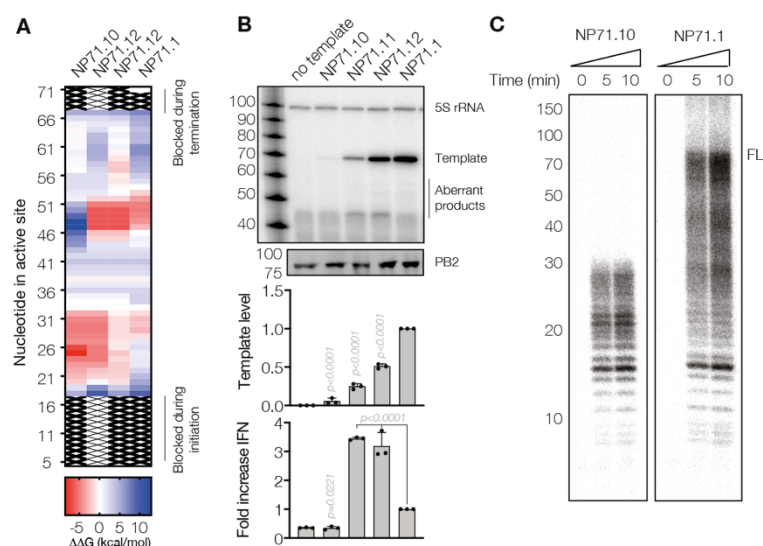 A
NP71.10
NP71.12
NP71.12
NP71.1
71
66
61
56
51
46
41
36
31
26
21
16
11
5
Nucleotide in active site
Blocked during
termination
Blocked during
initiation
-5 0 5 10
ΔΔG (kcal/mol)
B
no template
NP71.10
NP71.11
NP71.12
NP71.1
100
90
80
70
60
50
40
5S rRNA
Template
Aberrant
products
100
75
PB2
Template level
1.5
1.0
0.5
0.0
p<0.0001
p<0.0001
p<0.0001
Fold increase IFN
4
3
2
1
0
p=0.0221
p<0.0001
C
NP71.10
NP71.1
Time (min) 0 5 10 0 5 10
150
100
70
50
40
30
20
10
FL